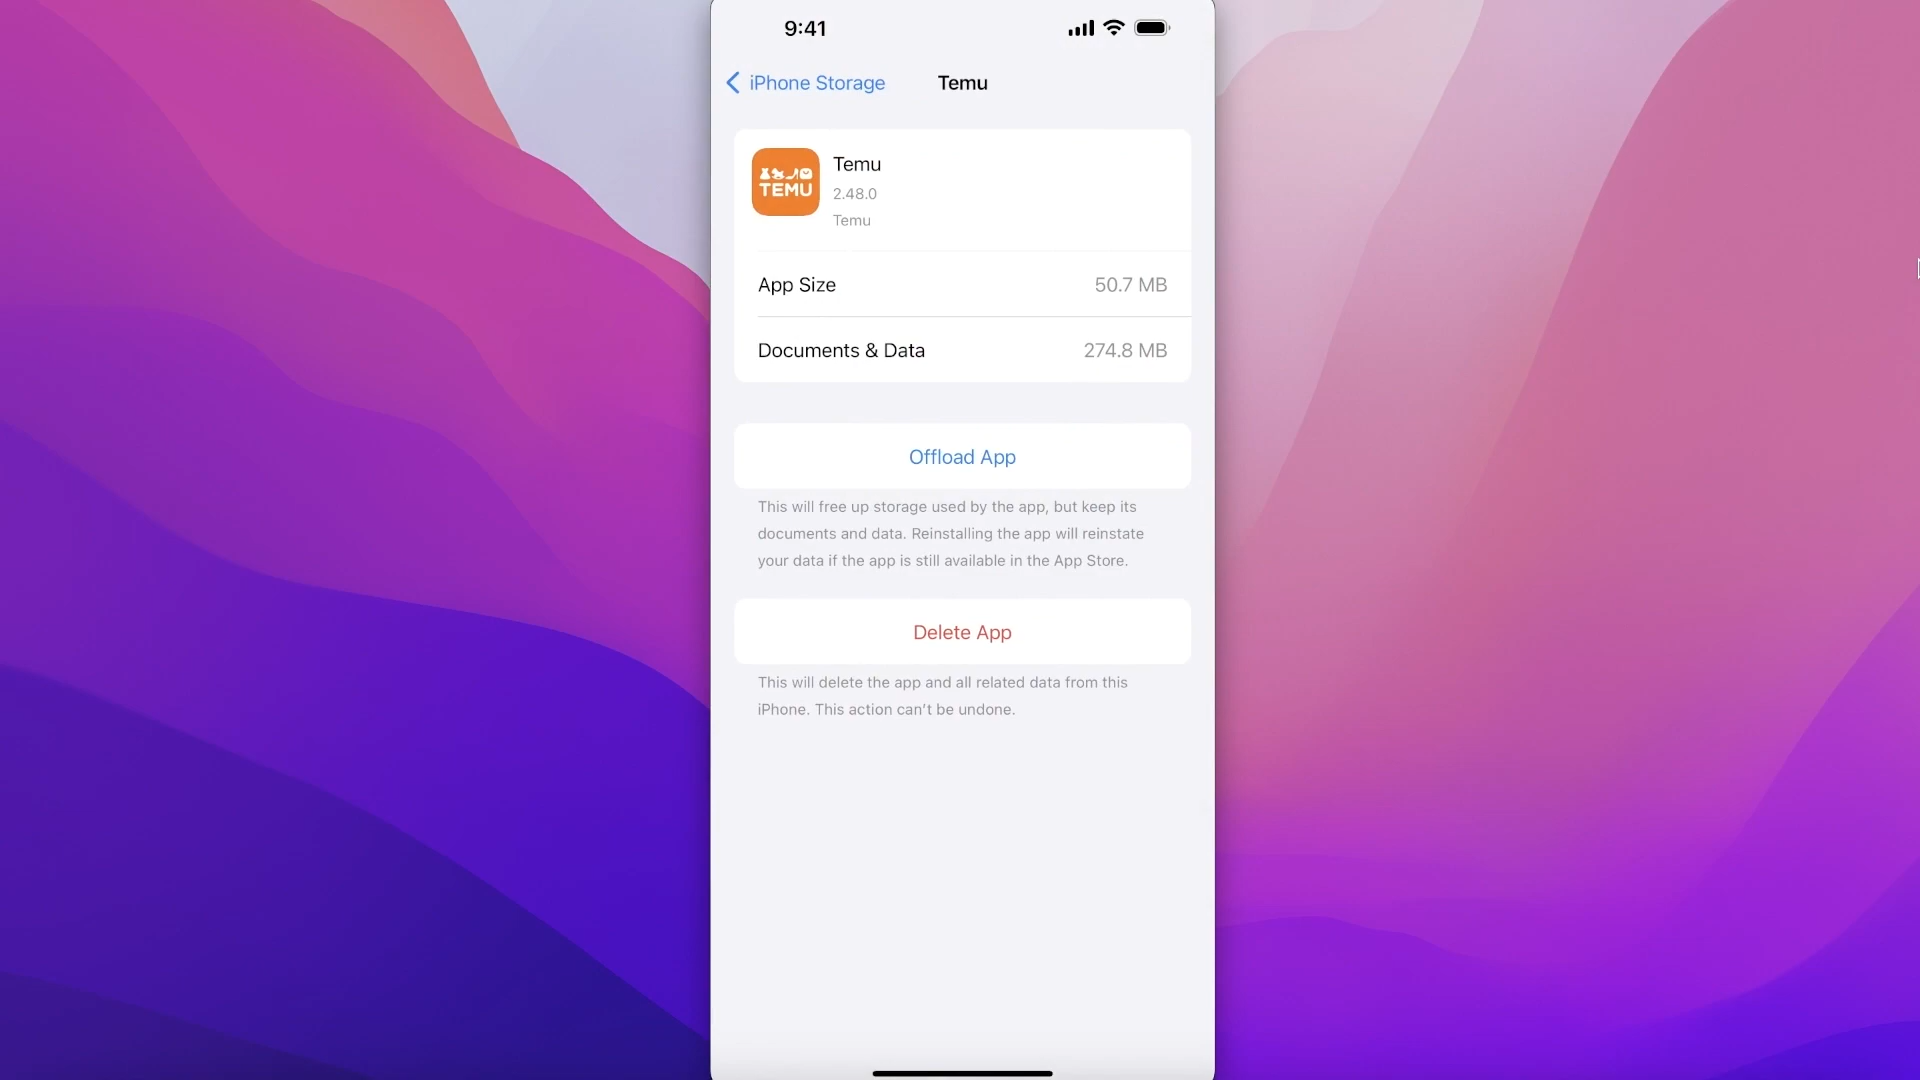 9:41
iPhone Storage
Temu
TEMU
Temu
2.48.0
Temu
App Size
50.7 MB
Documents & Data
274.8 MB
Offload App
This will free up storage used by the app, but keep its
documents and data. Reinstalling the app will reinstate
your data if the app is still available in the App Store.
Delete App
This will delete the app and all related data from this
iPhone. This action can’t be undone.